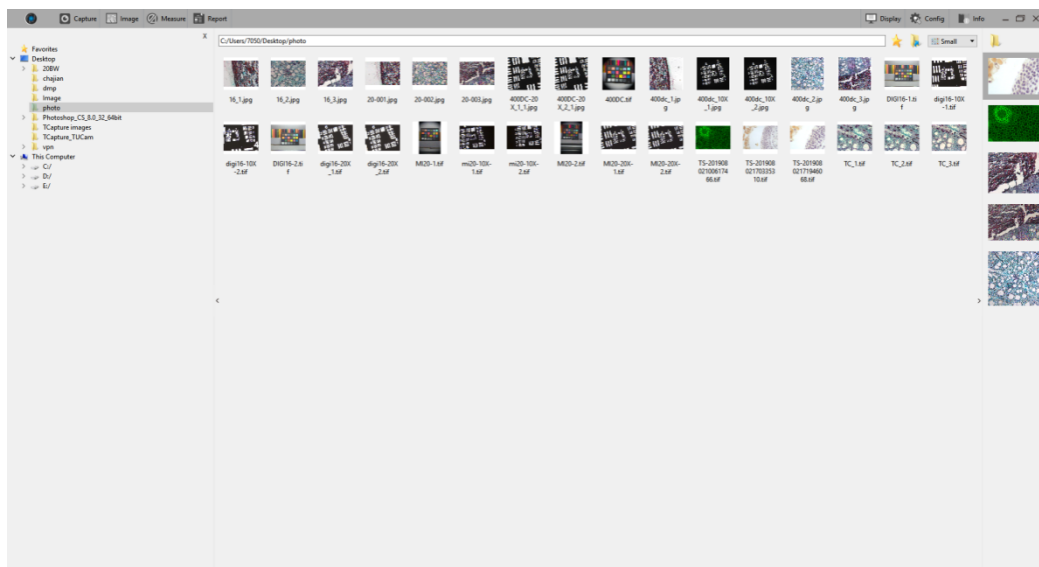 Capture Image Measure Report Display Config Info
X
C:/Users/7050/Desktop/photo
Small
Favorites
Desktop
20BW
chajian
dmp
Image
photo
Photoshop_CS_8.0_32_64bit
TCapture images
TCapture_TUCam
vpn
This Computer
C:/
D:/
E:/
16_1.jpg 16_2.jpg 16_3.jpg 20-001.jpg 20-002.jpg 20-003.jpg 400DC-20 400DC-20 400DC.tif 400dc_1.jp 400dc_10X 400dc_10X 400dc_2.jp 400dc_3.jp DIGI16-1.ti digi16-10X
X_1_1.jpg X_2_1.jpg g _1.jpg _2.jpg g g f -1.tif
digi16-10X DIGI16-2.ti digi16-20X digi16-20X MI20-1.tif mi20-10X- mi20-10X- MI20-2.tif MI20-20X- MI20-20X- TS-201908 TS-201908 TS-201908 TC_1.tif TC_2.tif TC_3.tif
-2.tif f _1.tif _2.tif 1.tif 2.tif 1.tif 2.tif 021006174 021703353 021719460
66.tif 10.tif 68.tif